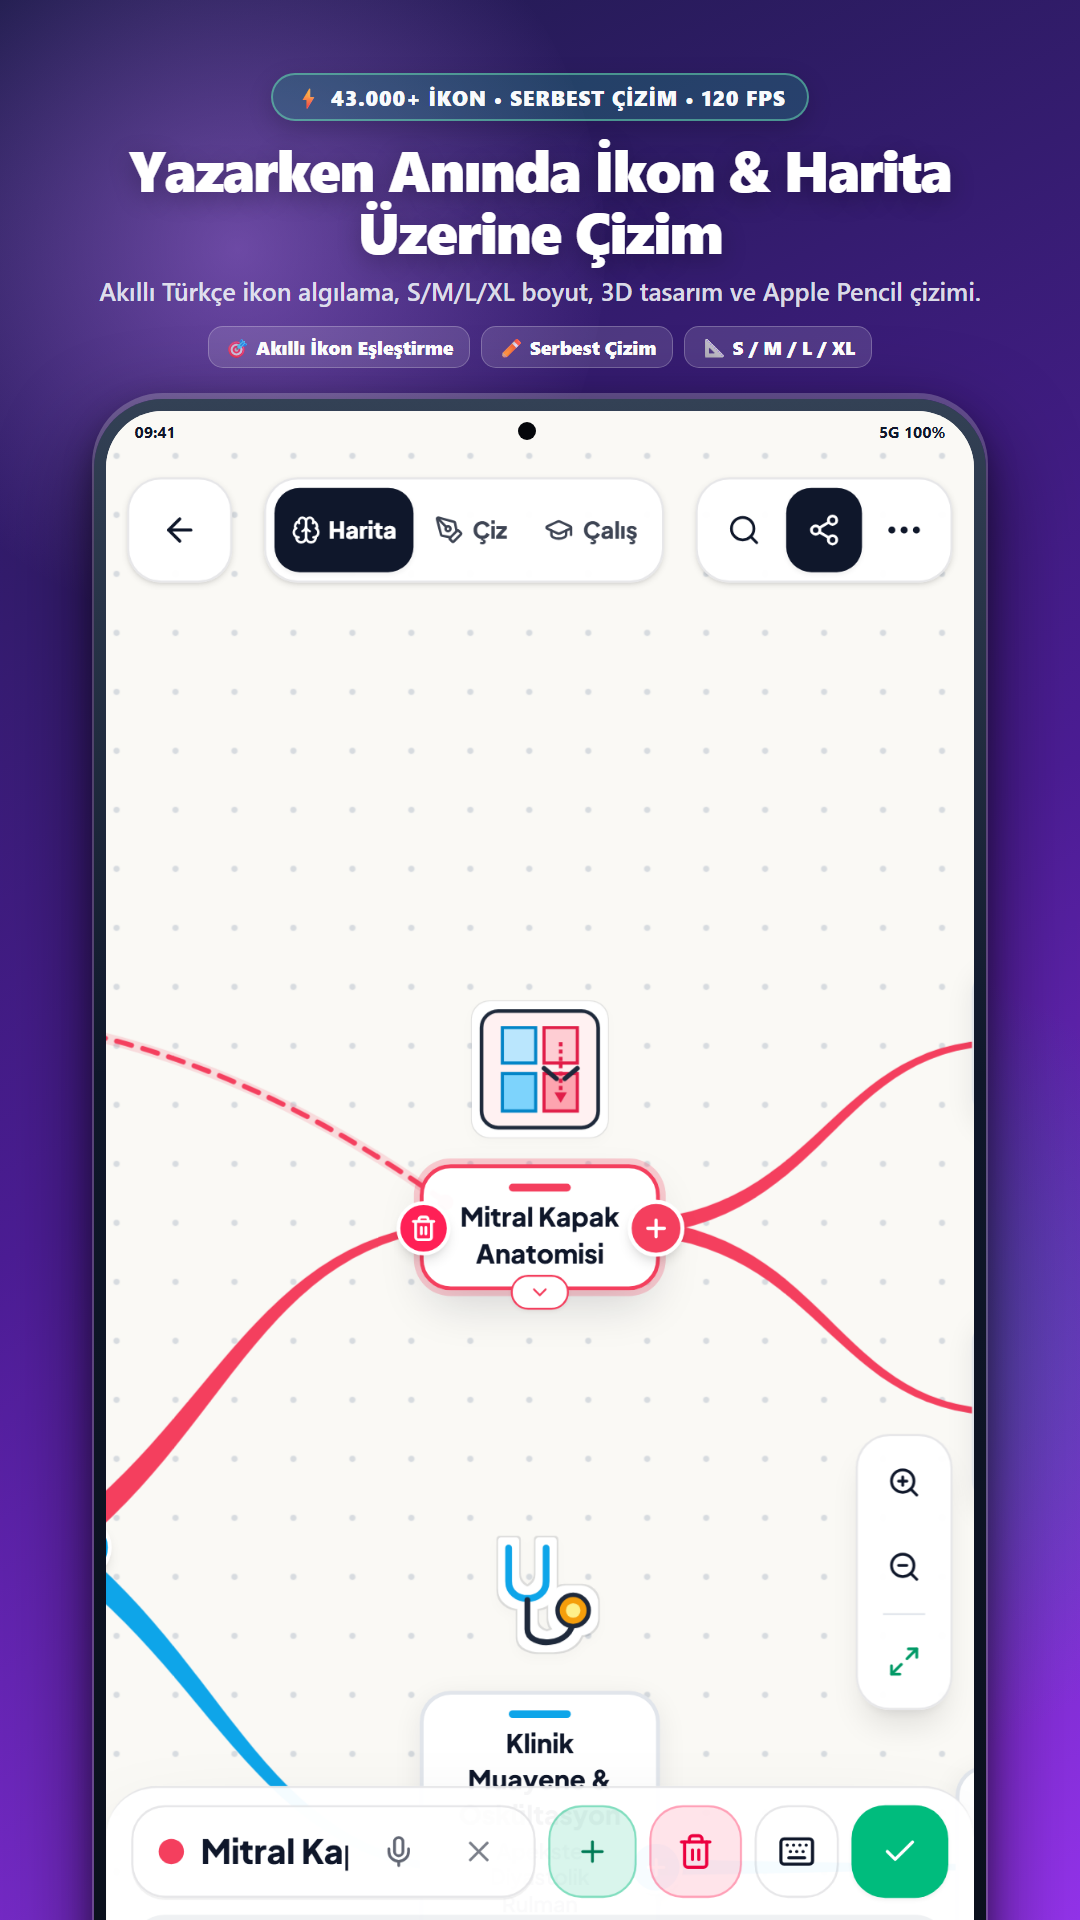 43.000+ İKON • SERBEST ÇİZİM • 120 FPS
Yazarken Anında İkon & Harita
Üzerine Çizim
Akıllı Türkçe ikon algılama, S/M/L/XL boyut, 3D tasarım ve Apple Pencil çizimi.
Akıllı İkon Eşleştirme
Serbest Çizim
S / M / L / XL
09:41
5G 100%
Harita
Çiz
Çalış
Mitral Kapak
Anatomisi
Klinik
Muayene &
Mitral Ka